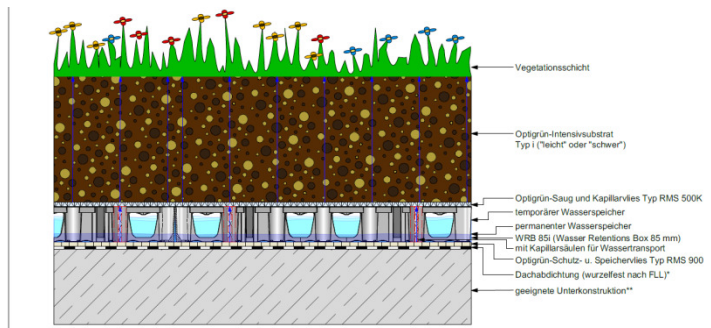 Vegetationsschicht
Optigrün-Intensivsubstrat
Typ i ("leicht" oder "schwer")
Optigrün-Saug und Kapillarvlies Typ RMS 500K
temporärer Wasserspeicher
permanenter Wasserspeicher
WRB 85i (Wasser Retentions Box 85 mm)
mit Kapillarsäulen für Wassertransport
Optigrün-Schutz- u. Speichervlies Typ RMS 900
Dachabdichtung (wurzelfest nach FLL)*
geeignete Unterkonstruktion**